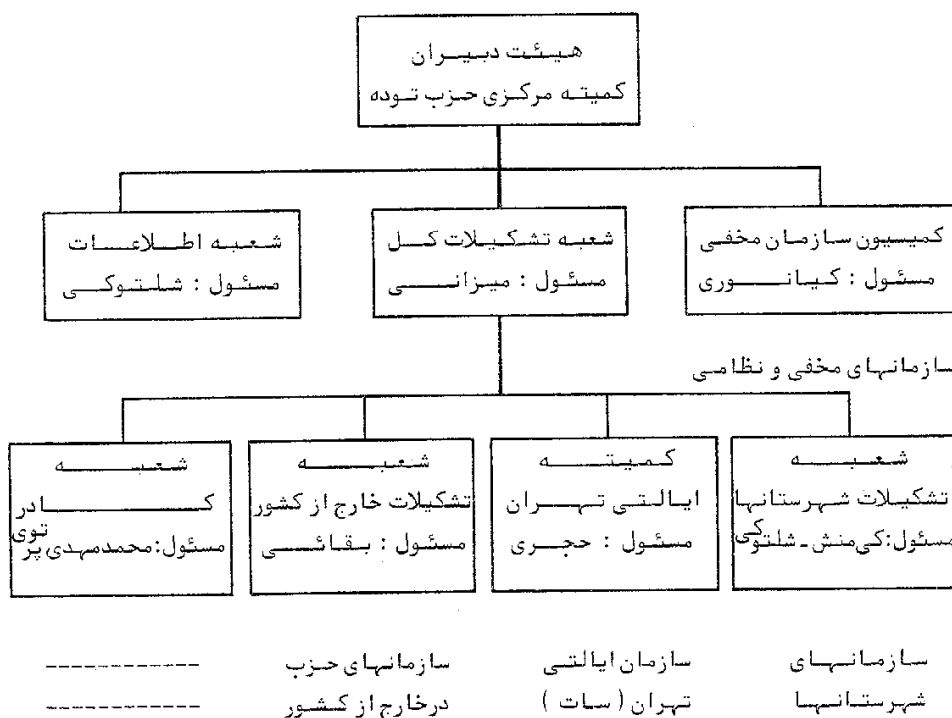 هیئت دبیران
کمیته مرکزی حزب توده
کمیسیون سازمان مخفی
مسئول : کیانوری
شعبه تشکیلات کل
مسئول : میزانی
شعبه اطلاعات
مسئول : شلتوکی
سازمانهای مخفی و نظامی
شعبه
تشکیلات شهرستانها
مسئول:کی‌منش ـ شلتوکی
کمیته
ایالتی تهران
مسئول : حجری
شعبه
تشکیلات خارج از کشور
مسئول : بقائی
شعبه
کادر
مسئول:محمدمهدی پرتوی
سازمانهای
شهرستانها
سازمان ایالتی
تهران ( سات )
سازمانهای حزب
درخارج از کشور
------------
------------